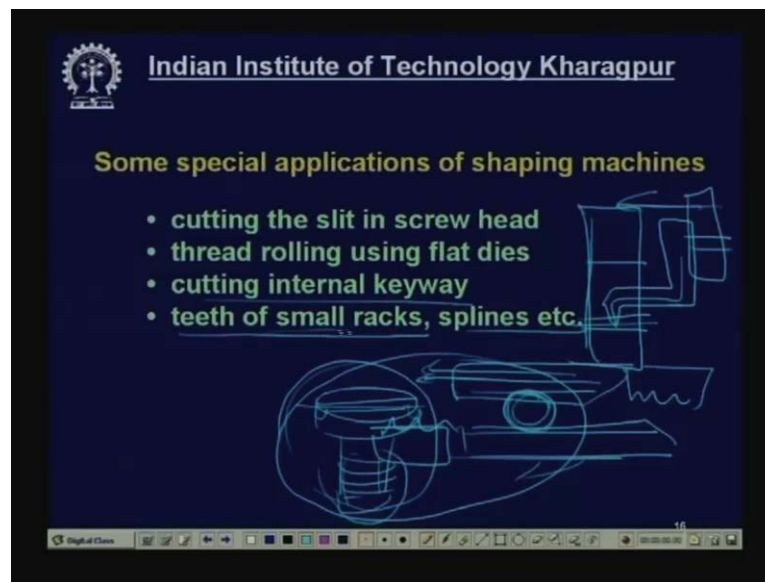 Indian Institute of Technology Kharagpur
Some special applications of shaping machines
• cutting the slit in screw head
• thread rolling using flat dies
• cutting internal keyway
• teeth of small racks, splines etc.
16
Digital Class